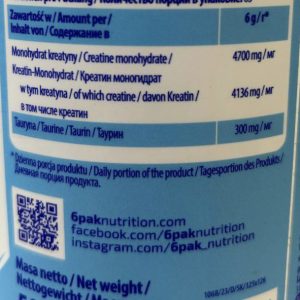 Zawartość w / Amount per /
Inhalt von / Содержание в
6 g / г*
Monohydrat kreatyny / Creatine monohydrate /
Kreatin-Monohydrat / Креатин моногидрат
4700 mg / мг
w tym kreatyna / of which creatine / davon Kreatin /
в том числе креатин
4136 mg / мг
Tauryna / Taurine / Taurin / Таурин
300 mg / мг
* Dzienna porcja produktu / Daily portion of the product / Tagesportion des Produkts /
Дневная порция продукта.
6paknutrition.com
facebook.com/6paknutrition
instagram.com/6pak_nutrition
Masa netto / Net weight /
Nettogewicht /